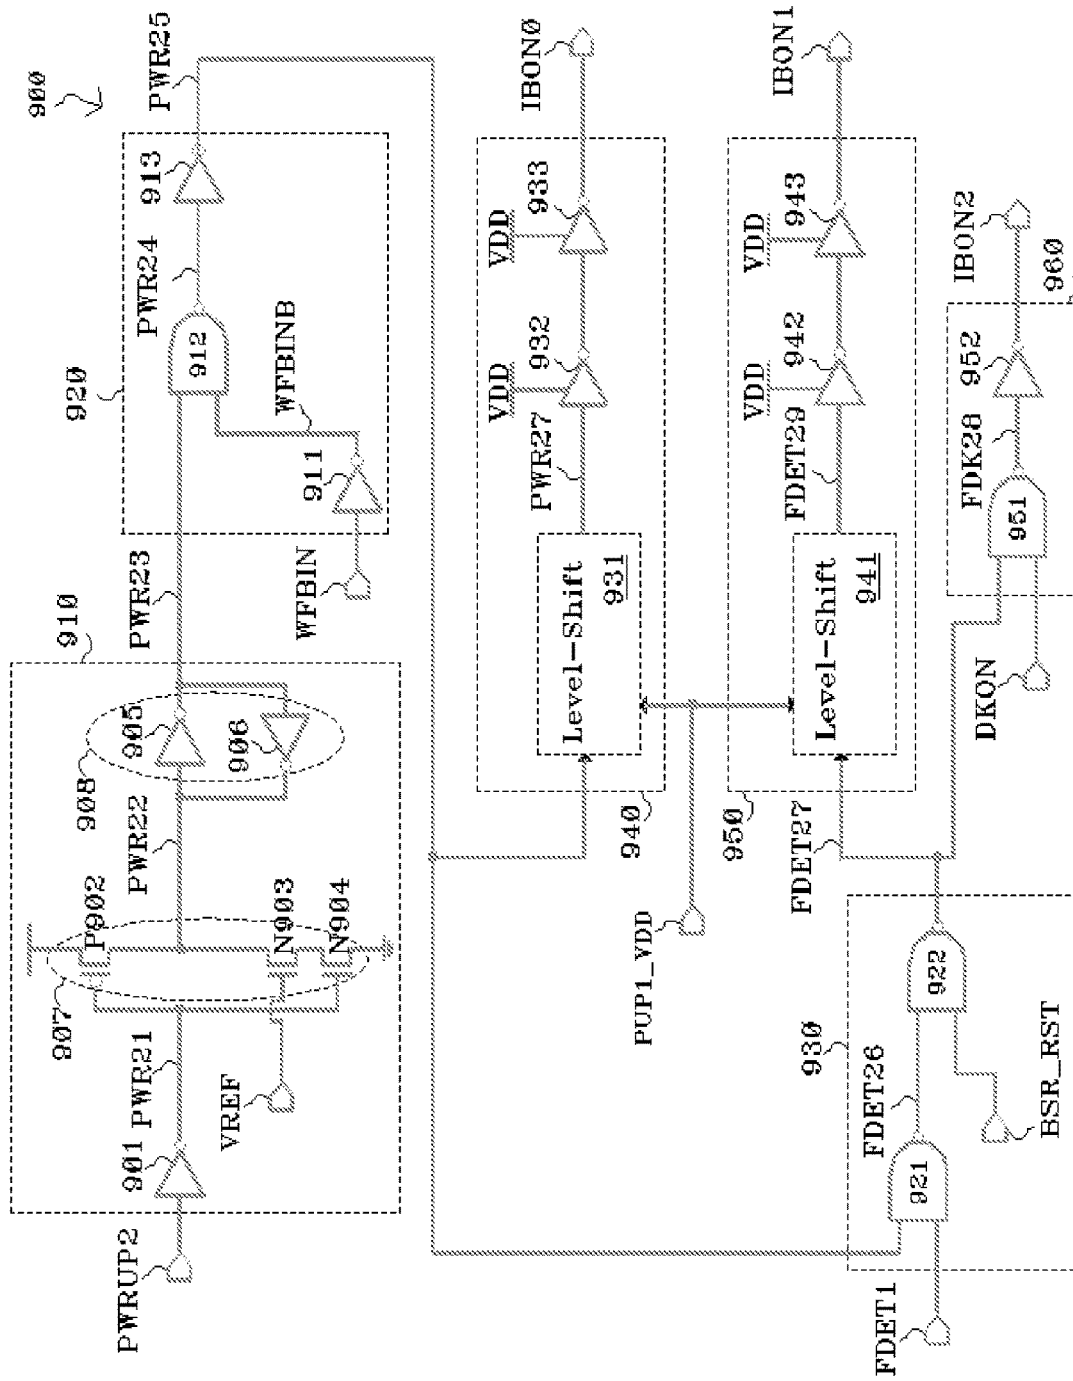 900
PWRUP2
901
PWR21
VREF
907
P902
N903
N904
PWR22
908
905
906
910
PWR23
WFBIN
911
WFBINB
912
920
PWR24
913
PWR25
Level-Shift
931
PWR27
VDD
932
VDD
933
IBON0
940
PUP1_VDD
Level-Shift
941
950
FDET27
FDET29
VDD
942
VDD
943
IBON1
FDET1
921
FDET26
930
922
BSR_RST
DKON
951
FDK28
952
960
IBON2